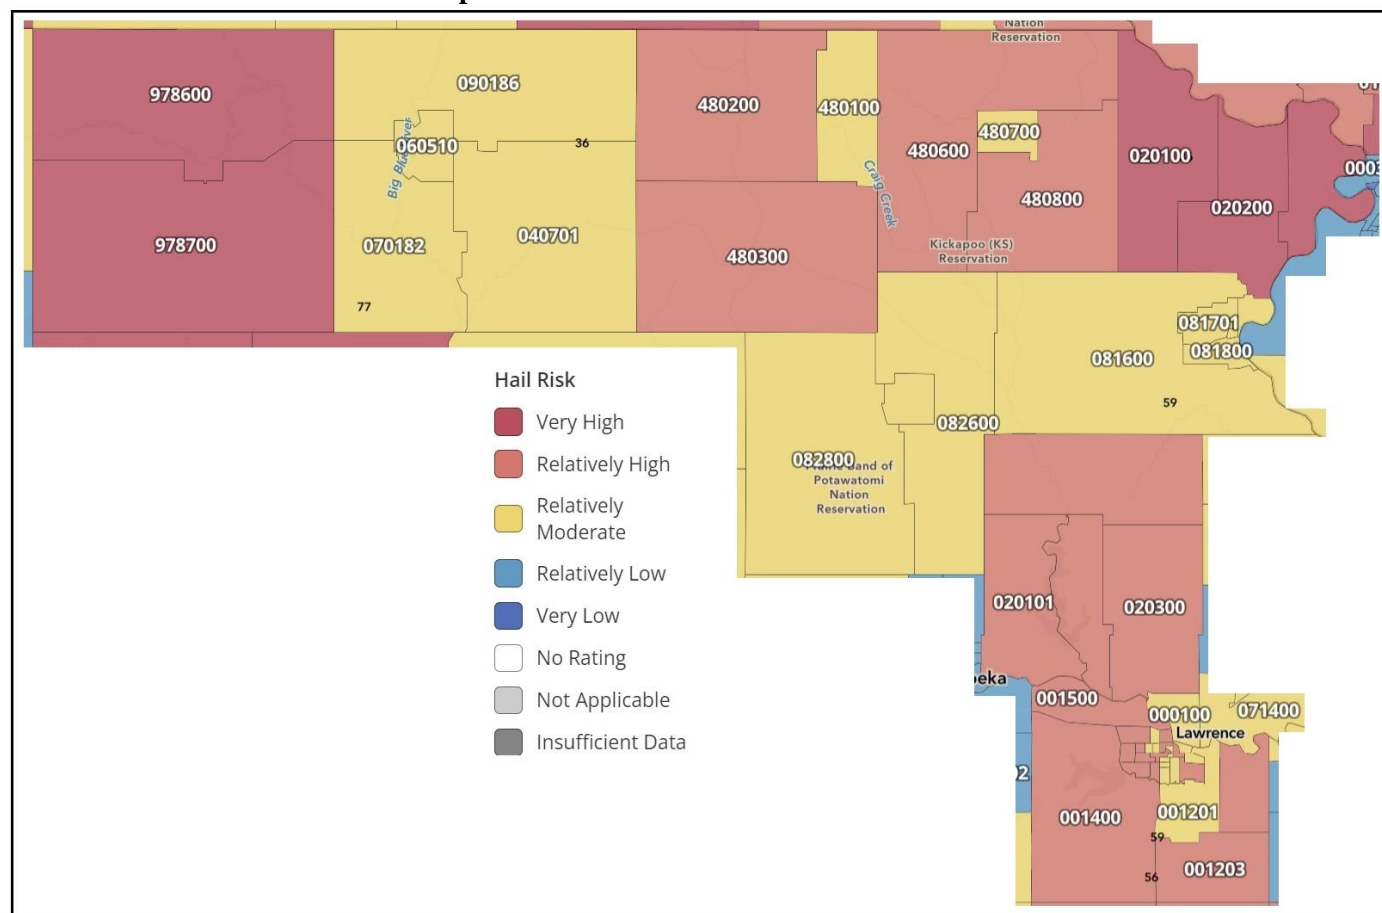 Nation
Reservation
978600
090186
480200
480100
480700
480600
020100
060510
36
Craig Creek
480800
020200
978700
070182
040701
480300
Kickapoo (KS)
Reservation
77
081701
081800
081600
59
Hail Risk
Very High
Relatively High
Relatively
Moderate
Relatively Low
Very Low
No Rating
Not Applicable
Insufficient Data
082600
082800
Potawatomi
Nation
Reservation
020101
020300
001500
000100
071400
Lawrence
001400
001201
59
56
001203